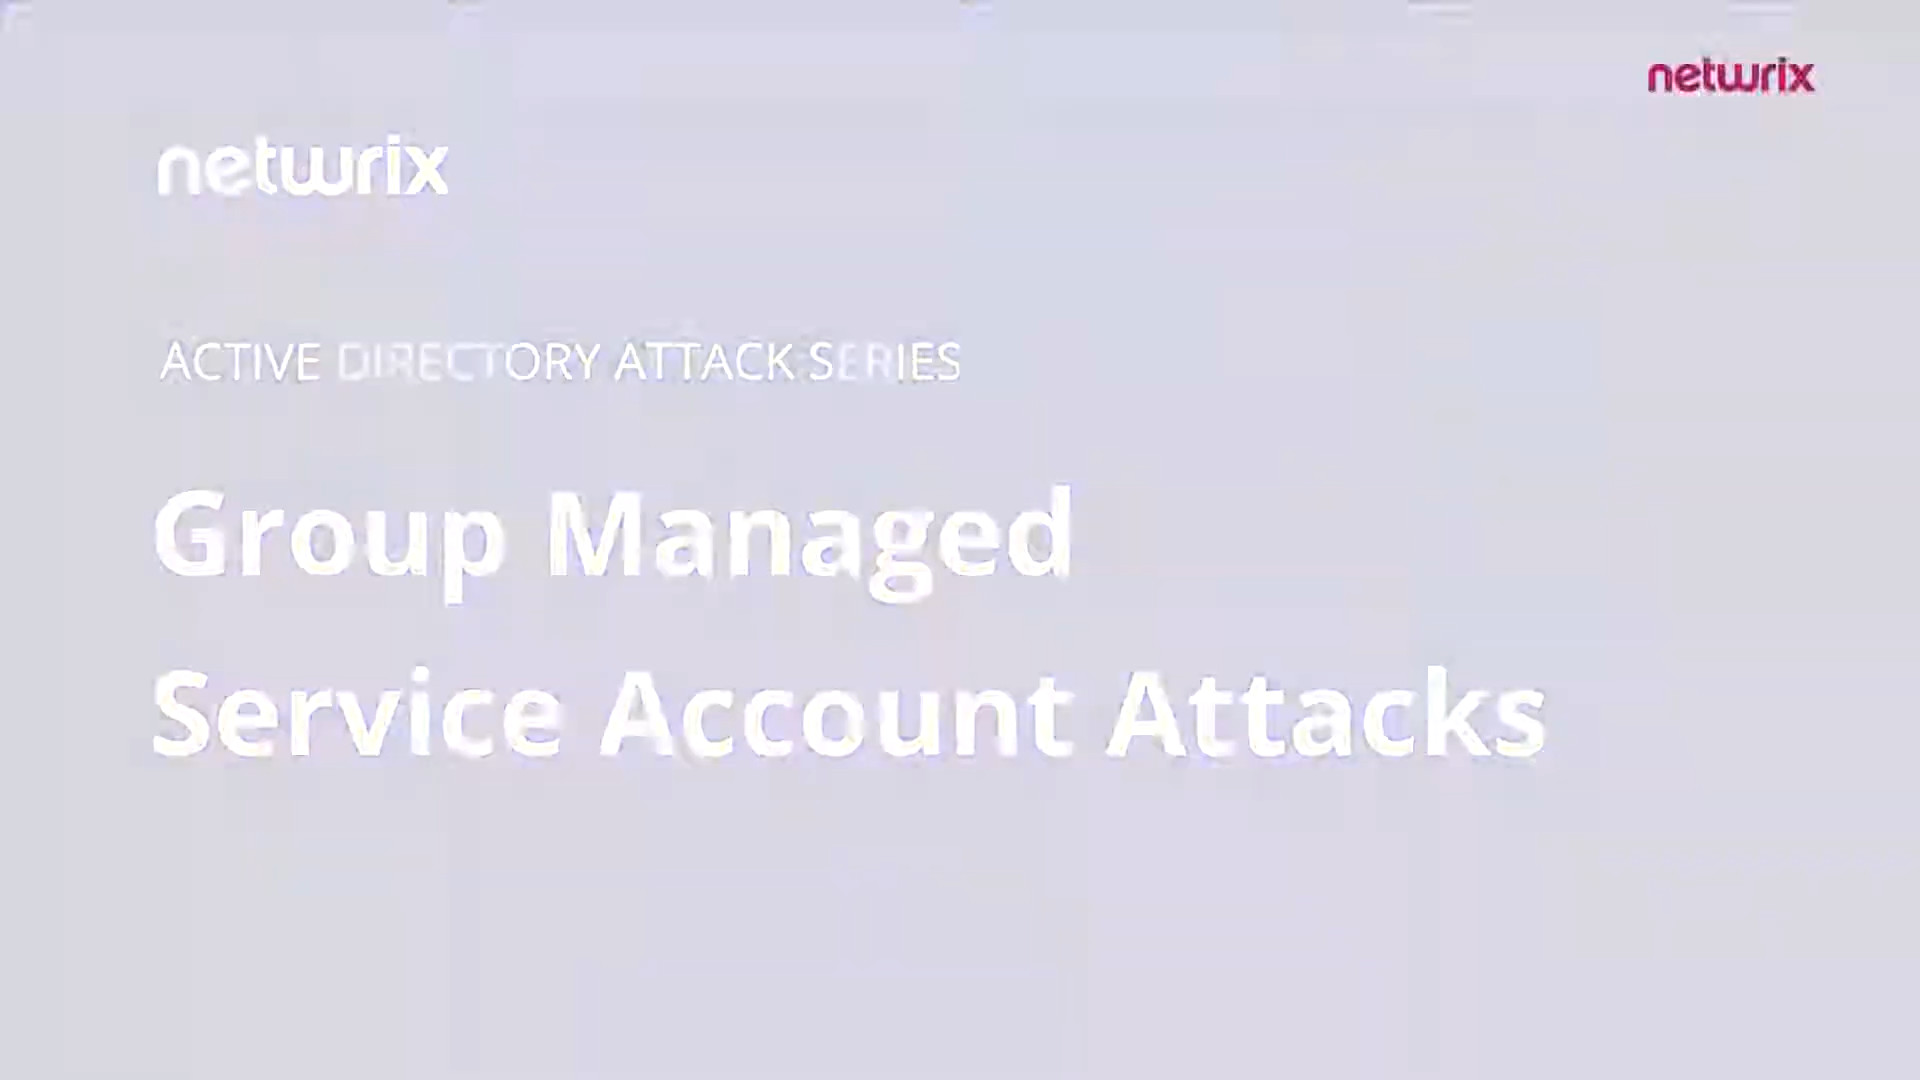 netwrix
netwrix
ACTIVE DIRECTORY ATTACK SERIES
Group Managed
Service Account Attacks